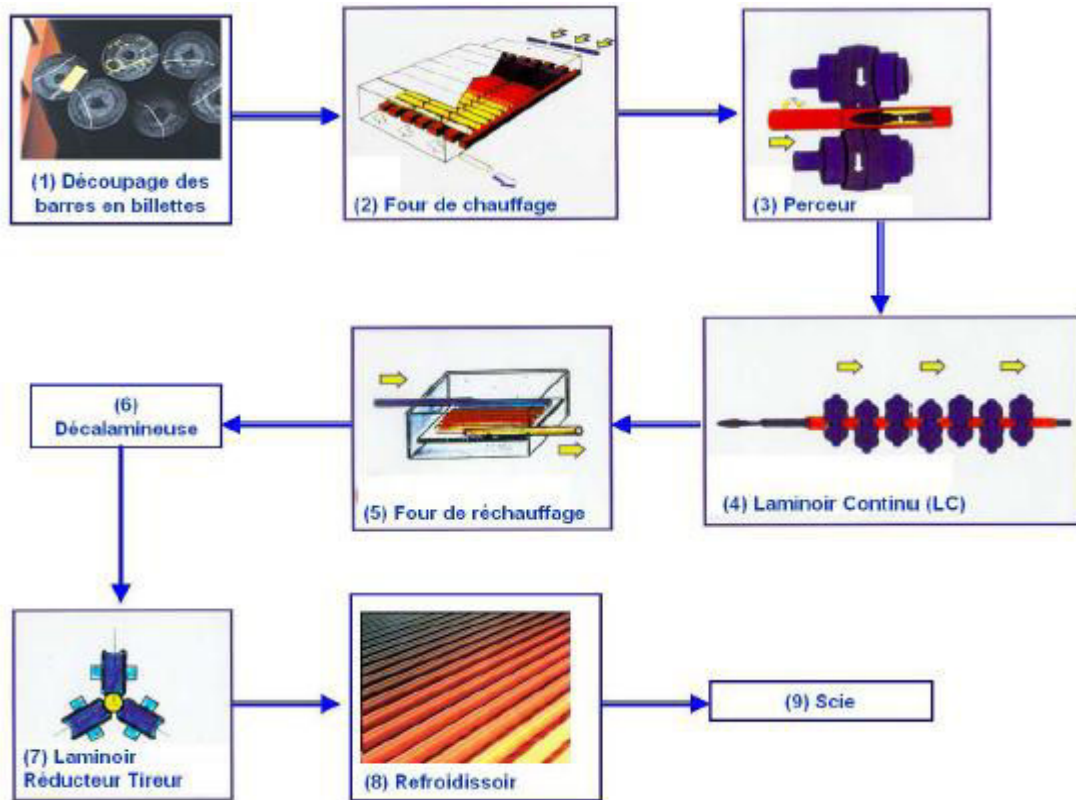 (1) Découpage des
barres en billettes
(2) Four de chauffage
(3) Perceur
(6)
Décalamineuse
(5) Four de réchauffage
(4) Laminoir Continu (LC)
(7) Laminoir
Réducteur Tireur
(8) Refroidissoir
(9) Scie